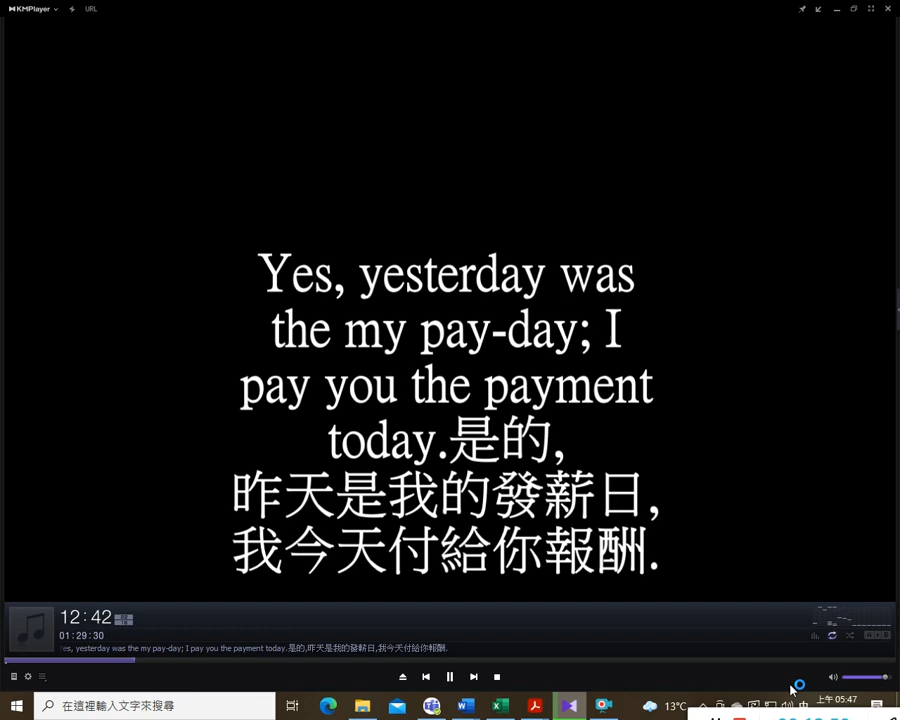 KMPlayer
URL
Yes, yesterday was
the my pay-day; I
pay you the payment
today.是的,
昨天是我的發薪日,
我今天付給你報酬.
12:42
01:29:30
es, yesterday was the my pay-day; I pay you the payment today.是的,昨天是我的發薪日,我今天付給你報酬.
在這裡輸入文字來搜尋
13°C
中
上午 05:47